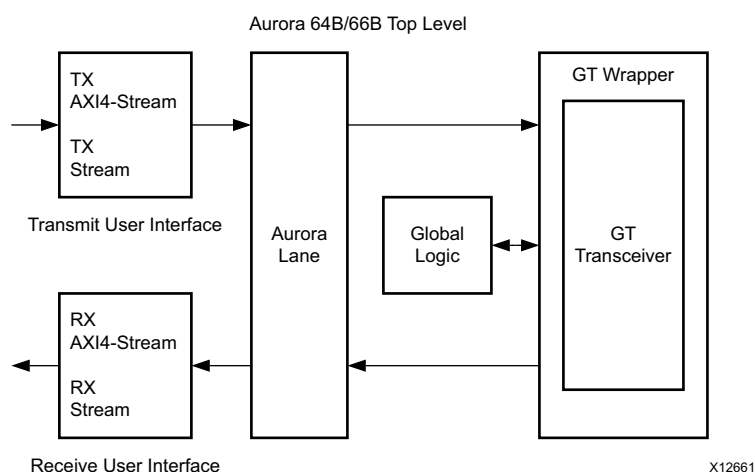 Aurora 64B/66B Top Level
TX
AXI4-Stream
TX
Stream
Transmit User Interface
Aurora
Lane
Global
Logic
GT Wrapper
GT
Transceiver
RX
AXI4-Stream
RX
Stream
Receive User Interface
X12661